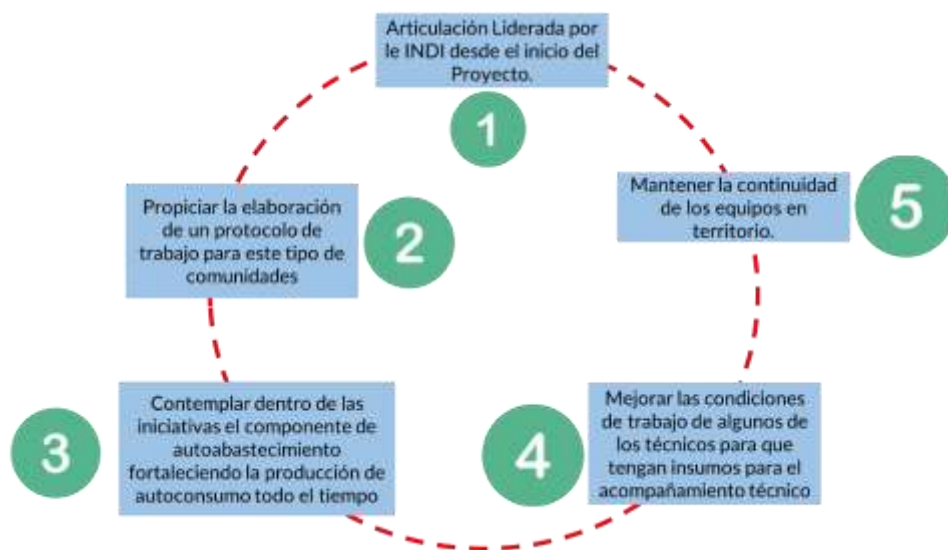 Articulación Liderada por
le INDI desde el inicio del
Proyecto.
1
Propiciar la elaboración
de un protocolo de
trabajo para este tipo de
comunidades
2
3
Contemplar dentro de las
iniciativas el componente de
autoabastecimiento
fortaleciendo la producción de
autoconsumo todo el tiempo
4
Mejorar las condiciones
de trabajo de algunos de
los técnicos para que
tengan insumos para el
acompañamiento técnico
Mantener la continuidad
de los equipos en
territorio.
5